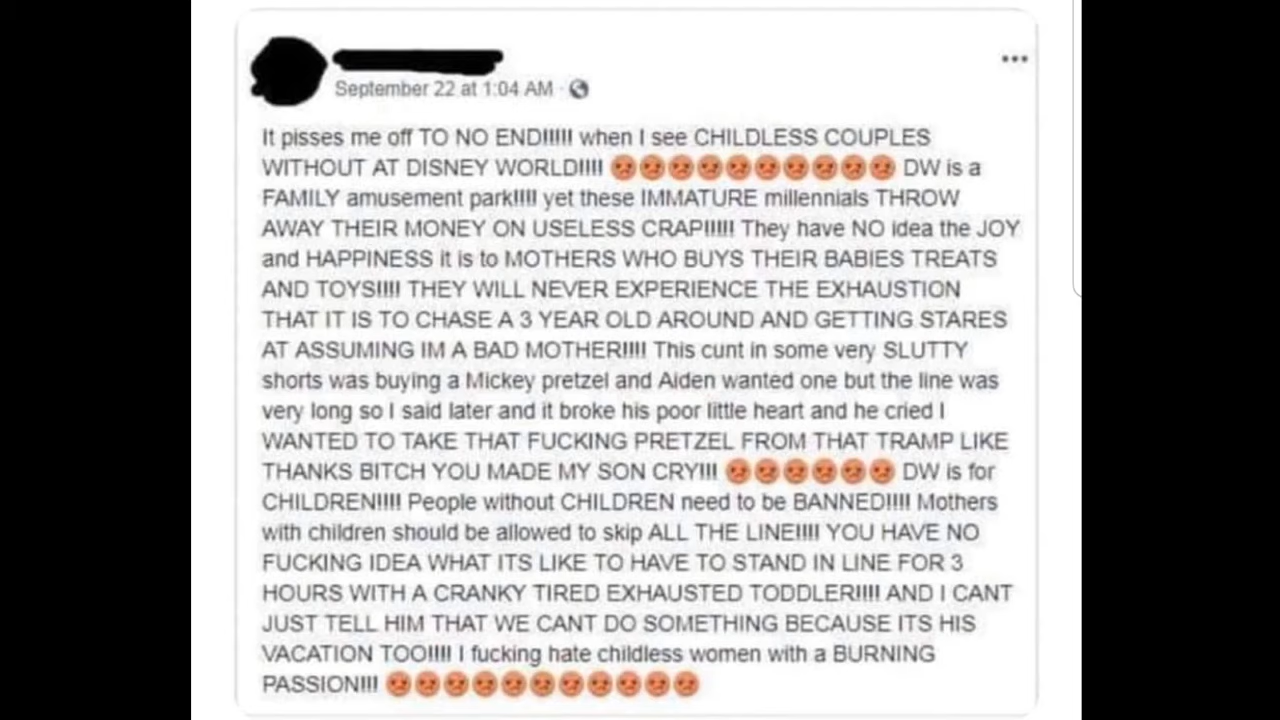 September 22 at 1:04 AM ·
It pisses me off TO NO END!!!!! when I see CHILDLESS COUPLES
WITHOUT AT DISNEY WORLD!!!! 😡😡😡😡😡😡😡😡😡😡 DW is a
FAMILY amusement park!!!! yet these IMMATURE millennials THROW
AWAY THEIR MONEY ON USELESS CRAP!!!!! They have NO idea the JOY
and HAPPINESS it is to MOTHERS WHO BUYS THEIR BABIES TREATS
AND TOYS!!!! THEY WILL NEVER EXPERIENCE THE EXHAUSTION
THAT IT IS TO CHASE A 3 YEAR OLD AROUND AND GETTING STARES
AT ASSUMING IM A BAD MOTHER!!!! This cunt in some very SLUTTY
shorts was buying a Mickey pretzel and Aiden wanted one but the line was
very long so I said later and it broke his poor little heart and he cried I
WANTED TO TAKE THAT FUCKING PRETZEL FROM THAT TRAMP LIKE
THANKS BITCH YOU MADE MY SON CRY!!! 😡😡😡😡😡😡 DW is for
CHILDREN!!!! People without CHILDREN need to be BANNED!!!! Mothers
with children should be allowed to skip ALL THE LINE!!!! YOU HAVE NO
FUCKING IDEA WHAT ITS LIKE TO HAVE TO STAND IN LINE FOR 3
HOURS WITH A CRANKY TIRED EXHAUSTED TODDLER!!!! AND I CANT
JUST TELL HIM THAT WE CANT DO SOMETHING BECAUSE ITS HIS
VACATION TOO!!!! I fucking hate childless women with a BURNING
PASSION!!! 😡😡😡😡😡😡😡😡😡😡😡